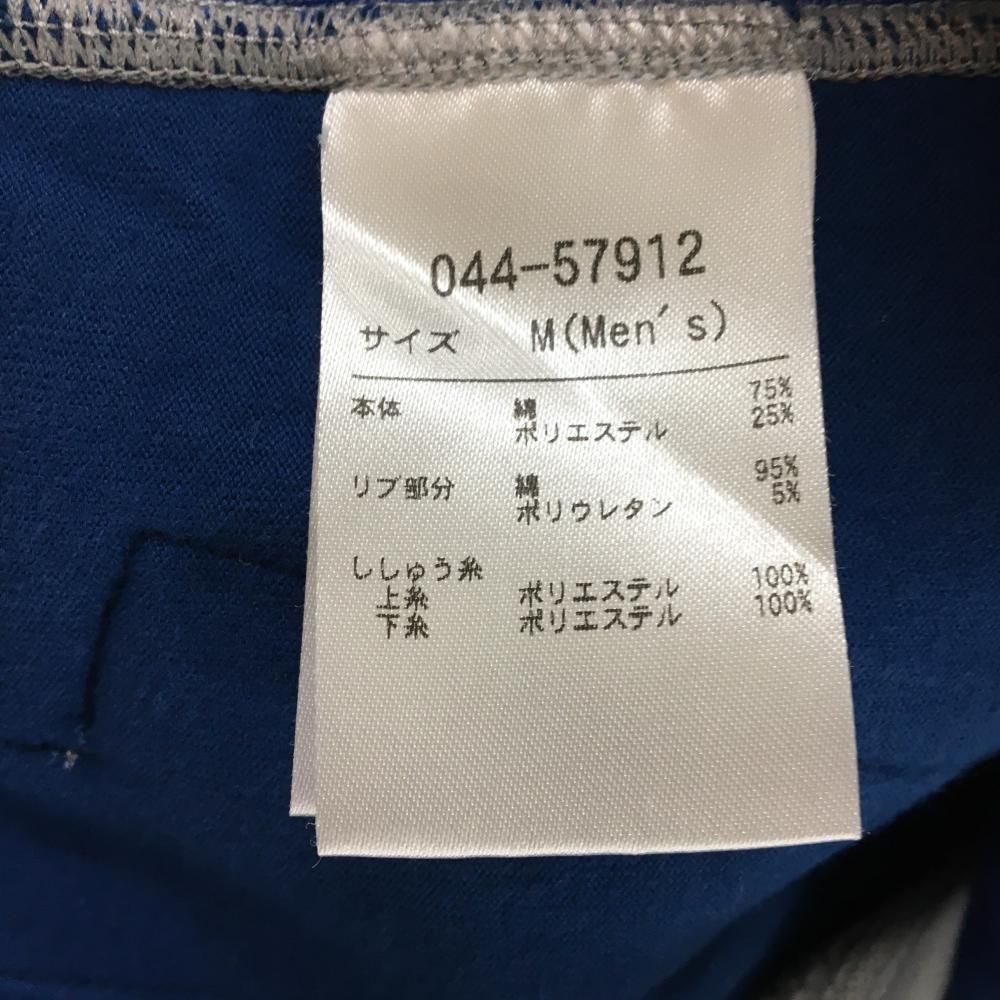 044-57912
サイズ M(Men's)
本体 綿 75%
ポリエステル 25%
リブ部分 綿 95%
ポリウレタン 5%
ししゅう糸
上糸 ポリエステル 100%
下糸 ポリエステル 100%